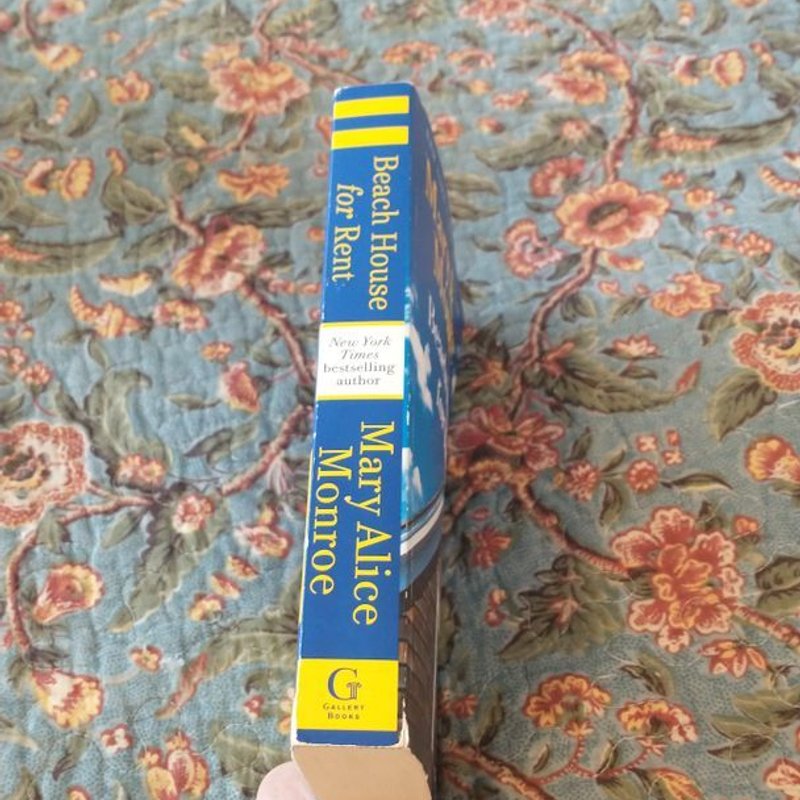 Beach House
for Rent
New York
Times
bestselling
author
Mary Alice
Monroe
G
GALLERY
BOOKS